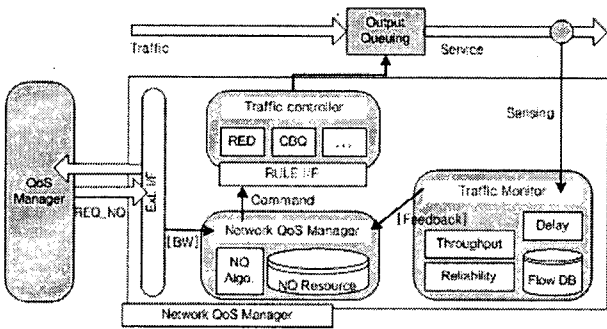 Output
Queuing
Traffic
Service
Traffic controller
Sensing
RED
CBQ
...
RULE I/F
QoS
Manager
Ext. I/F
REQ_NQ
Command
[BW]
Network QoS Manager
NQ
Algo.
NQ Resource
[Feedback]
Traffic Monitor
Throughput
Delay
Reliability
Flow DB
Network QoS Manager